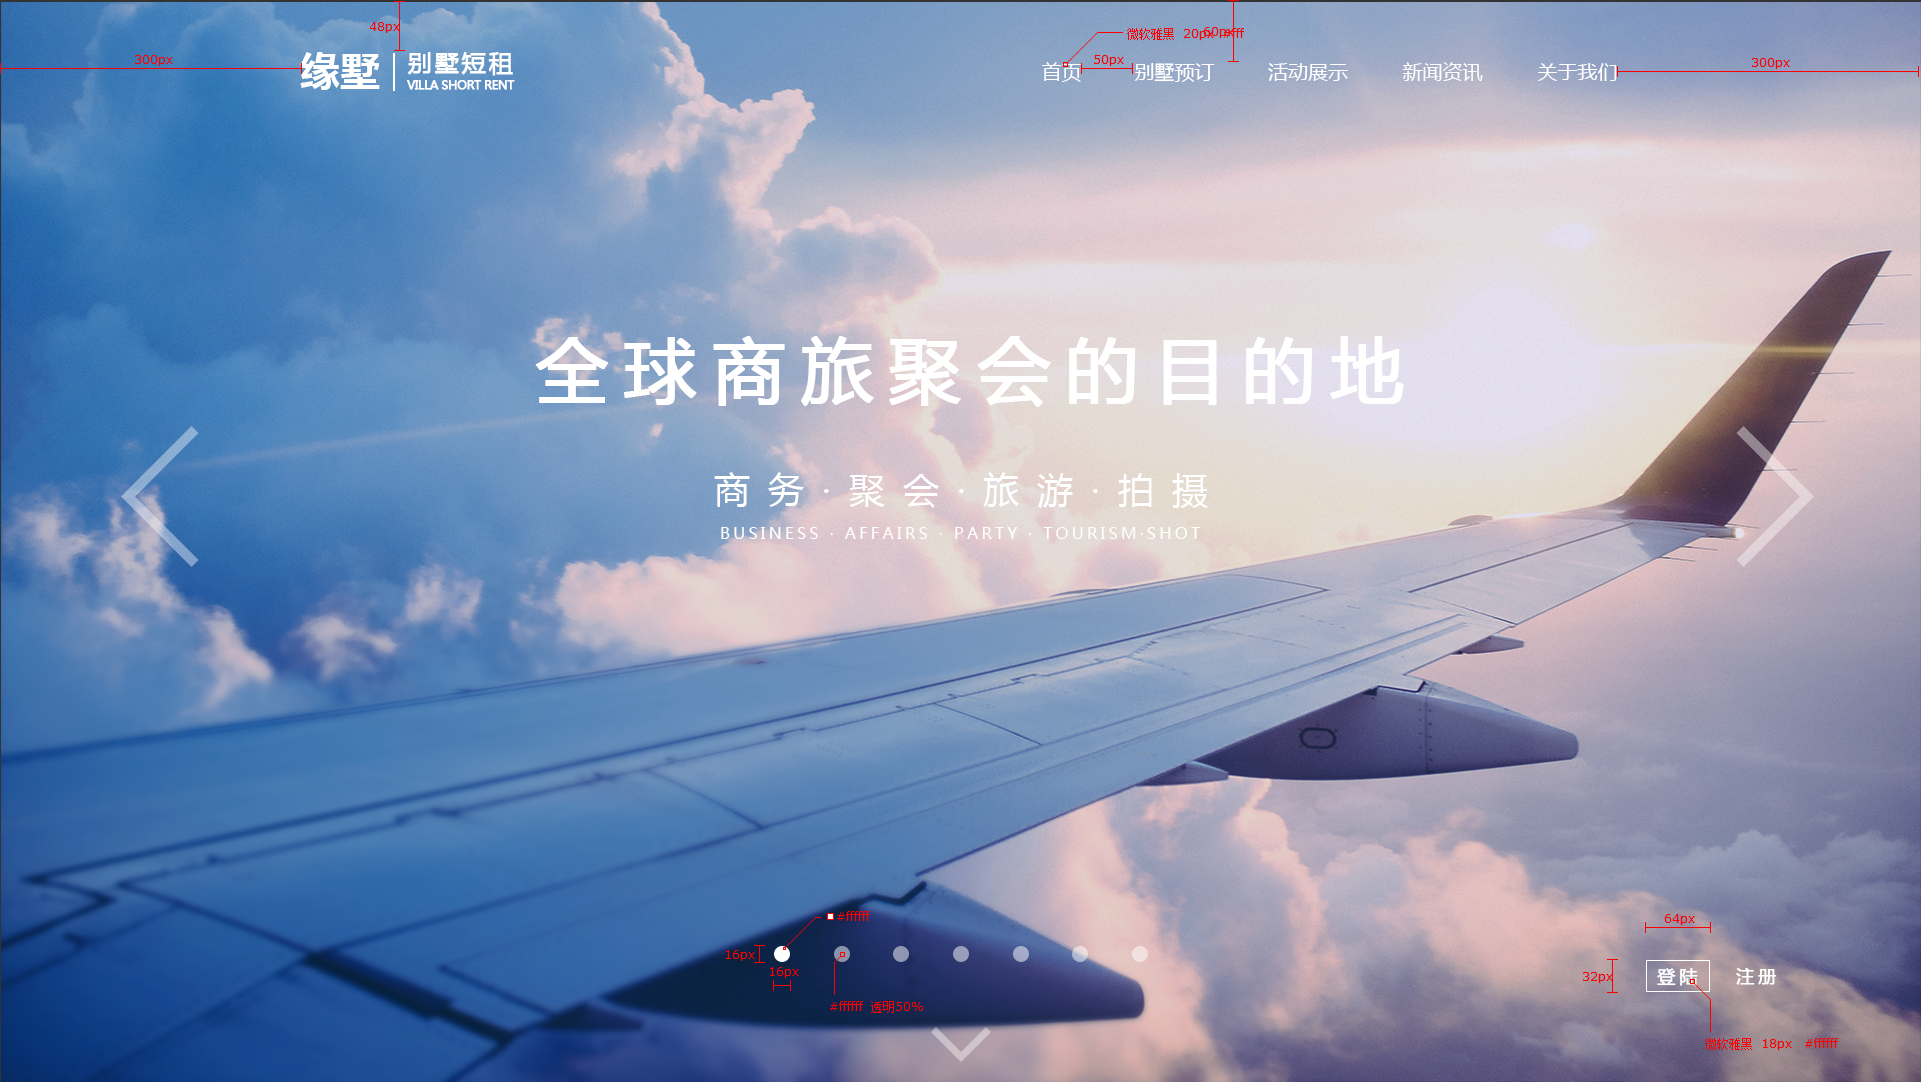 48px
微软雅黑 20px #fff
60px
300px
缘墅
别墅短租
VILLA SHORT RENT
首页
50px
别墅预订
活动展示
新闻资讯
关于我们
300px
全球商旅聚会的目的地
商务·聚会·旅游·拍摄
BUSINESS · AFFAIRS · PARTY · TOURISM·SHOT
#ffffff
16px
16px
#ffffff 透明50%
64px
32px
登陆
注册
微软雅黑 18px #ffffff